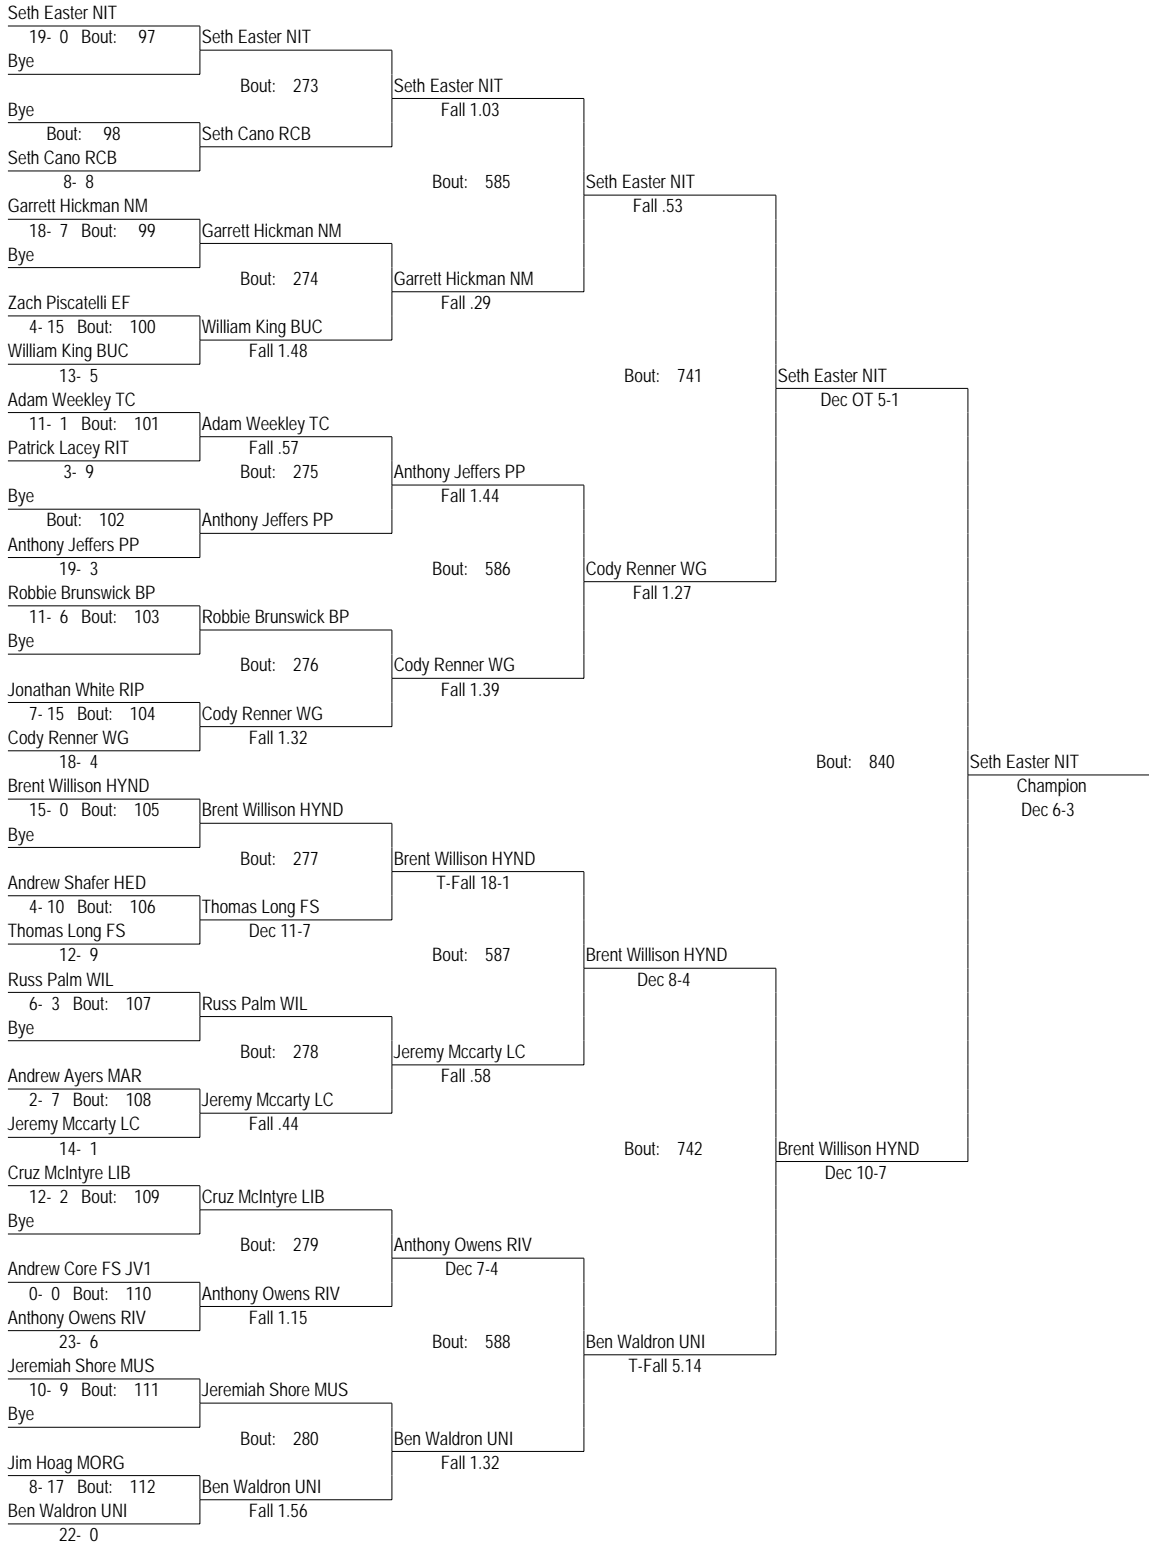 Seth Easter NIT
19- 0 Bout: 97
Seth Easter NIT
Bye
Bout: 273
Seth Easter NIT
Bye
Fall 1.03
Bout: 98
Seth Cano RCB
Seth Cano RCB
8- 8
Bout: 585
Seth Easter NIT
Garrett Hickman NM
Fall .53
18- 7 Bout: 99
Garrett Hickman NM
Bye
Bout: 274
Garrett Hickman NM
Zach Piscatelli EF
Fall .29
4- 15 Bout: 100
William King BUC
William King BUC
Fall 1.48
13- 5
Bout: 741
Seth Easter NIT
Adam Weekley TC
Dec OT 5-1
11- 1 Bout: 101
Adam Weekley TC
Patrick Lacey RIT
Fall .57
3- 9
Bout: 275
Anthony Jeffers PP
Bye
Fall 1.44
Bout: 102
Anthony Jeffers PP
Anthony Jeffers PP
19- 3
Bout: 586
Cody Renner WG
Robbie Brunswick BP
Fall 1.27
11- 6 Bout: 103
Robbie Brunswick BP
Bye
Bout: 276
Cody Renner WG
Jonathan White RIP
Fall 1.39
7- 15 Bout: 104
Cody Renner WG
Cody Renner WG
Fall 1.32
18- 4
Bout: 840
Seth Easter NIT
Brent Willison HYND
Champion
15- 0 Bout: 105
Brent Willison HYND
Dec 6-3
Bye
Bout: 277
Brent Willison HYND
Andrew Shafer HED
T-Fall 18-1
4- 10 Bout: 106
Thomas Long FS
Thomas Long FS
Dec 11-7
12- 9
Bout: 587
Brent Willison HYND
Russ Palm WIL
Dec 8-4
6- 3 Bout: 107
Russ Palm WIL
Bye
Bout: 278
Jeremy Mccarty LC
Andrew Ayers MAR
Fall .58
2- 7 Bout: 108
Jeremy Mccarty LC
Jeremy Mccarty LC
Fall .44
14- 1
Bout: 742
Brent Willison HYND
Cruz McIntyre LIB
Dec 10-7
12- 2 Bout: 109
Cruz McIntyre LIB
Bye
Bout: 279
Anthony Owens RIV
Andrew Core FS JV1
Dec 7-4
0- 0 Bout: 110
Anthony Owens RIV
Anthony Owens RIV
Fall 1.15
23- 6
Bout: 588
Ben Waldron UNI
Jeremiah Shore MUS
T-Fall 5.14
10- 9 Bout: 111
Jeremiah Shore MUS
Bye
Bout: 280
Ben Waldron UNI
Jim Hoag MORG
Fall 1.32
8- 17 Bout: 112
Ben Waldron UNI
Ben Waldron UNI
Fall 1.56
22- 0